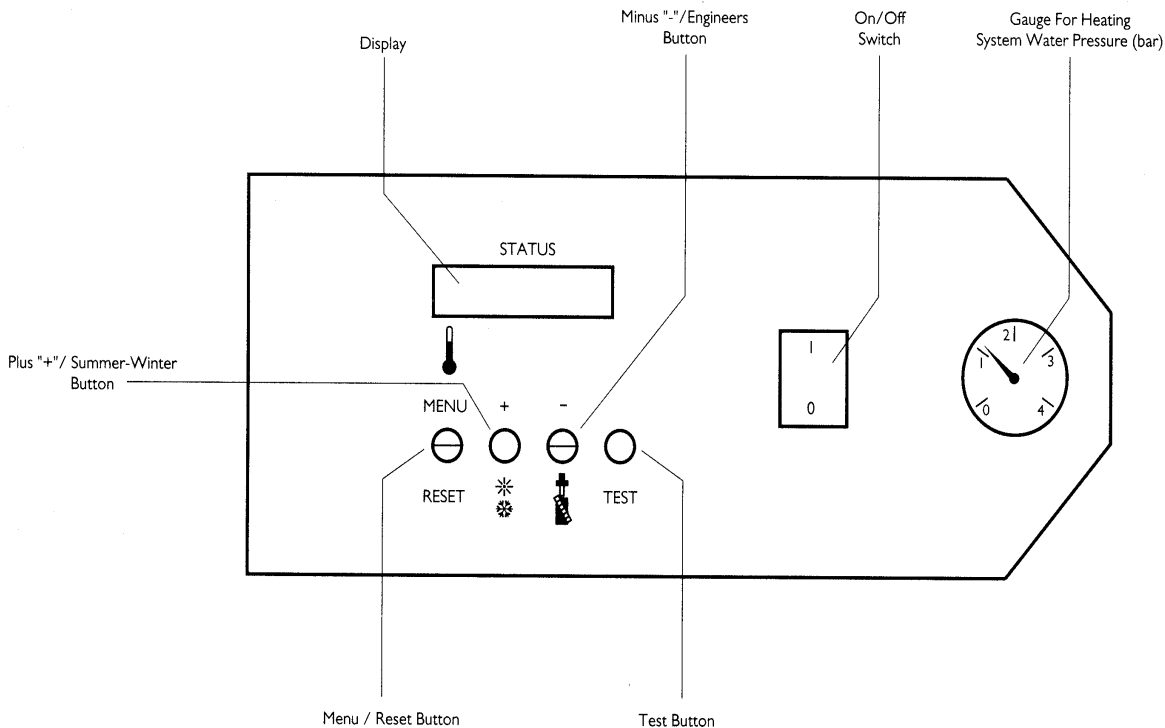 Minus "-"/Engineers
Button
On/Off
Switch
Gauge For Heating
System Water Pressure (bar)
Display
STATUS
Plus "+"/ Summer-Winter
Button
MENU + -
RESET TEST
I
0
0 1 2 3 4
Menu / Reset Button
Test Button